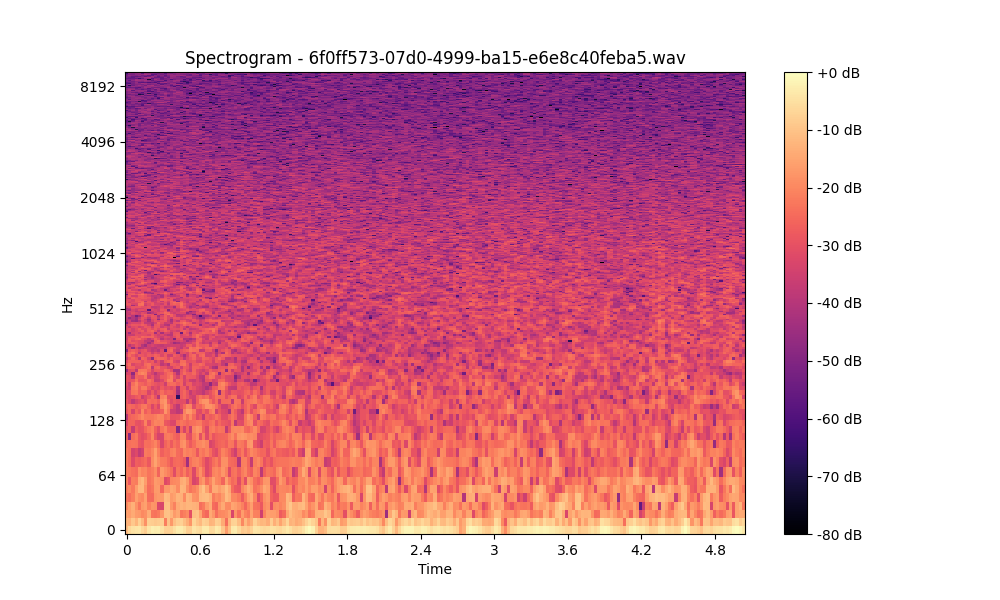 Spectrogram - 6f0ff573-07d0-4999-ba15-e6e8c40feba5.wav
Hz
8192
4096
2048
1024
512
256
128
64
0
0 0.6 1.2 1.8 2.4 3 3.6 4.2 4.8
Time
+0 dB
-10 dB
-20 dB
-30 dB
-40 dB
-50 dB
-60 dB
-70 dB
-80 dB